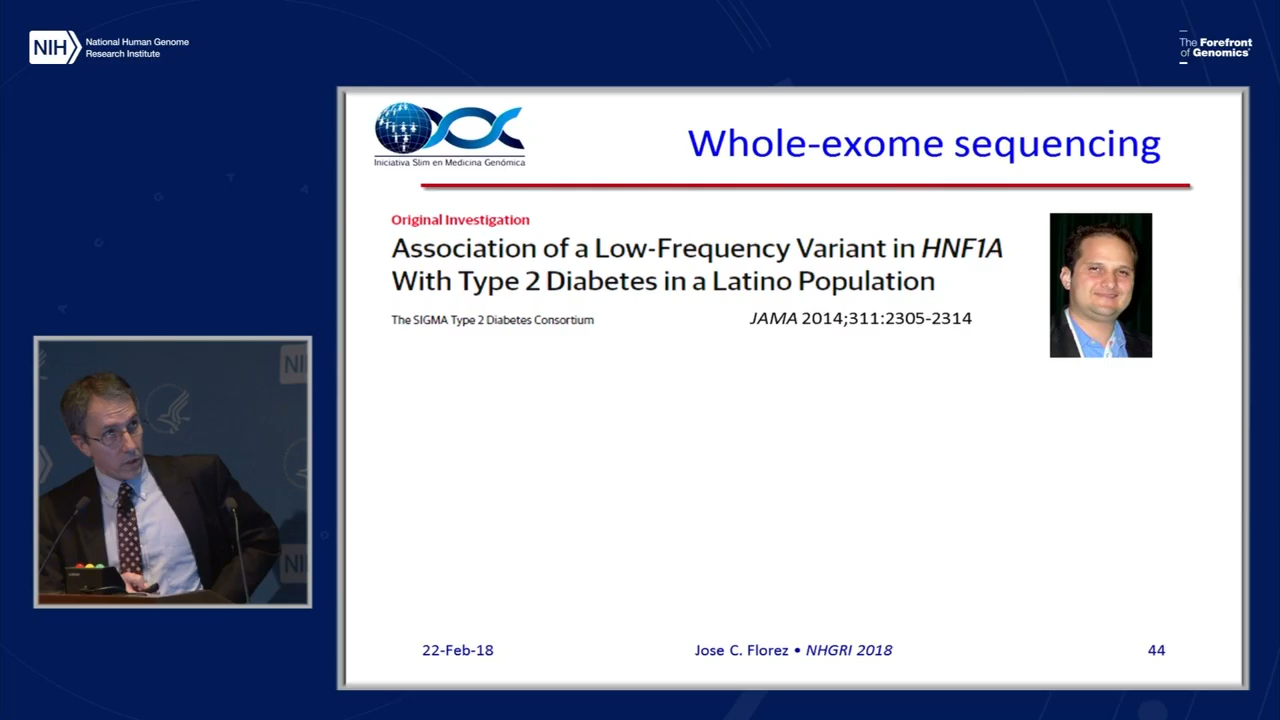 NIH
National Human Genome
Research Institute
The Forefront
of Genomics®
Iniciativa Slim en Medicina Genómica
Whole-exome sequencing
Original Investigation
Association of a Low-Frequency Variant in HNF1A
With Type 2 Diabetes in a Latino Population
The SIGMA Type 2 Diabetes Consortium
JAMA 2014;311:2305-2314
NI
NI
22-Feb-18
Jose C. Florez • NHGRI 2018
44